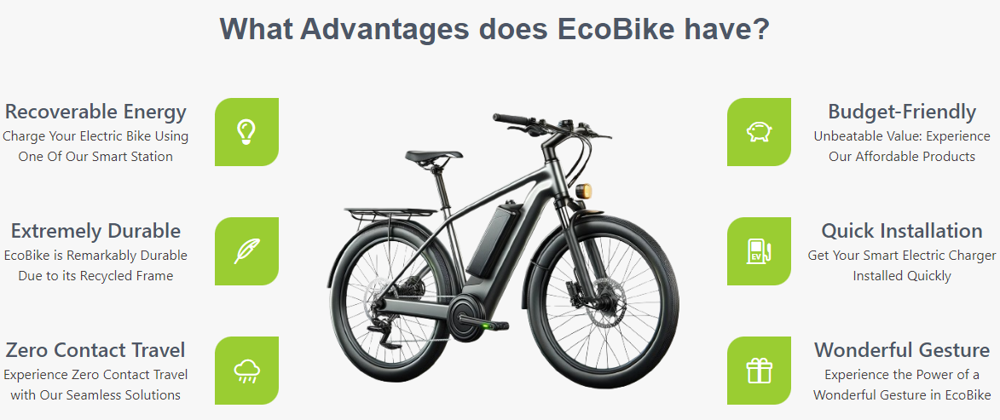 What Advantages does EcoBike have?
Recoverable Energy
Charge Your Electric Bike Using
One Of Our Smart Station
Extremely Durable
EcoBike is Remarkably Durable
Due to its Recycled Frame
Zero Contact Travel
Experience Zero Contact Travel
with Our Seamless Solutions
Budget-Friendly
Unbeatable Value: Experience
Our Affordable Products
EV
Quick Installation
Get Your Smart Electric Charger
Installed Quickly
Wonderful Gesture
Experience the Power of a
Wonderful Gesture in EcoBike